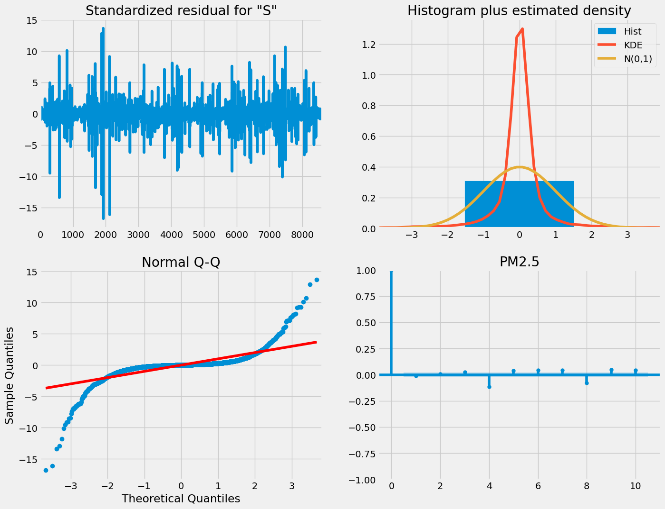 Standardized residual for "S"
15
10
5
0
−5
−10
−15
0 1000 2000 3000 4000 5000 6000 7000 8000
Histogram plus estimated density
Hist
KDE
N(0,1)
1.2
1.0
0.8
0.6
0.4
0.2
0.0
−3 −2 −1 0 1 2 3
Normal Q-Q
Sample Quantiles
15
10
5
0
−5
−10
−15
−3 −2 −1 0 1 2 3
Theoretical Quantiles
PM2.5
1.00
0.75
0.50
0.25
0.00
−0.25
−0.50
−0.75
−1.00
0 2 4 6 8 10